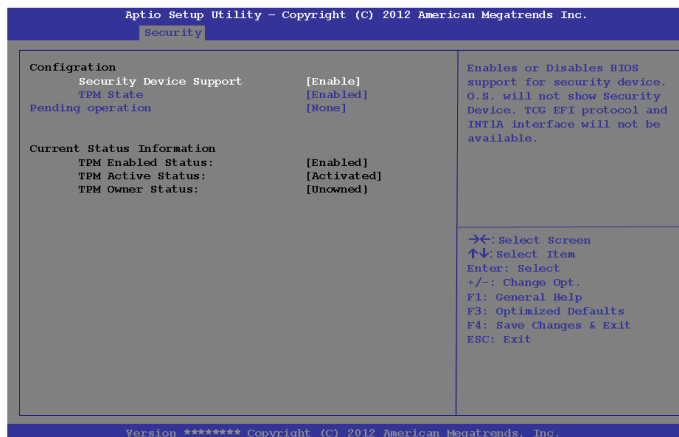 Aptio Setup Utility – Copyright (C) 2012 American Megatrends Inc.
Security
Configration
Security Device Support [Enable]
TPM State [Enabled]
Pending operation [None]
Current Status Information
TPM Enabled Status: [Enabled]
TPM Active Status: [Activated]
TPM Owner Status: [Unowned}
Enables or Disables BIOS
support for security device.
O.S. will not show Security
Device. TCG EFI protocol and
INT1A interface will not be
available.
→←:Select Screen
↑↓:Select Item
Enter: Select
+/-: Change Opt.
F1: General Help
F3: Optimized Defaults
F4: Save Changes & Exit
ESC: Exit
Version ******** Copyright (C) 2012 American Megatrends, Inc.